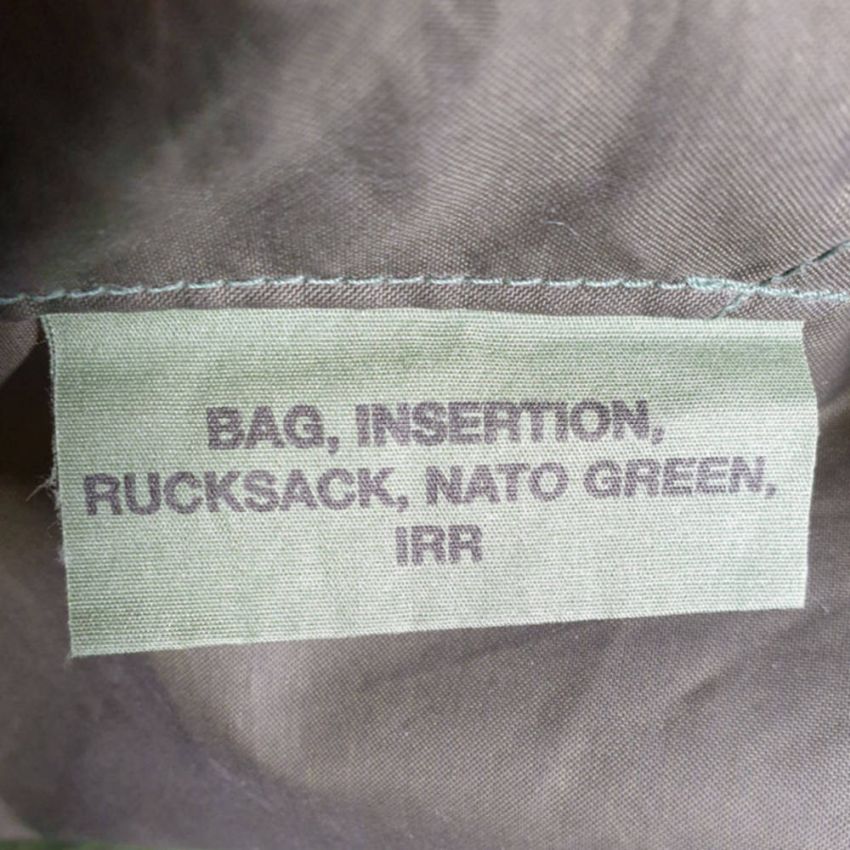 BAG, INSERTION,
RUCKSACK, NATO GREEN,
IRR